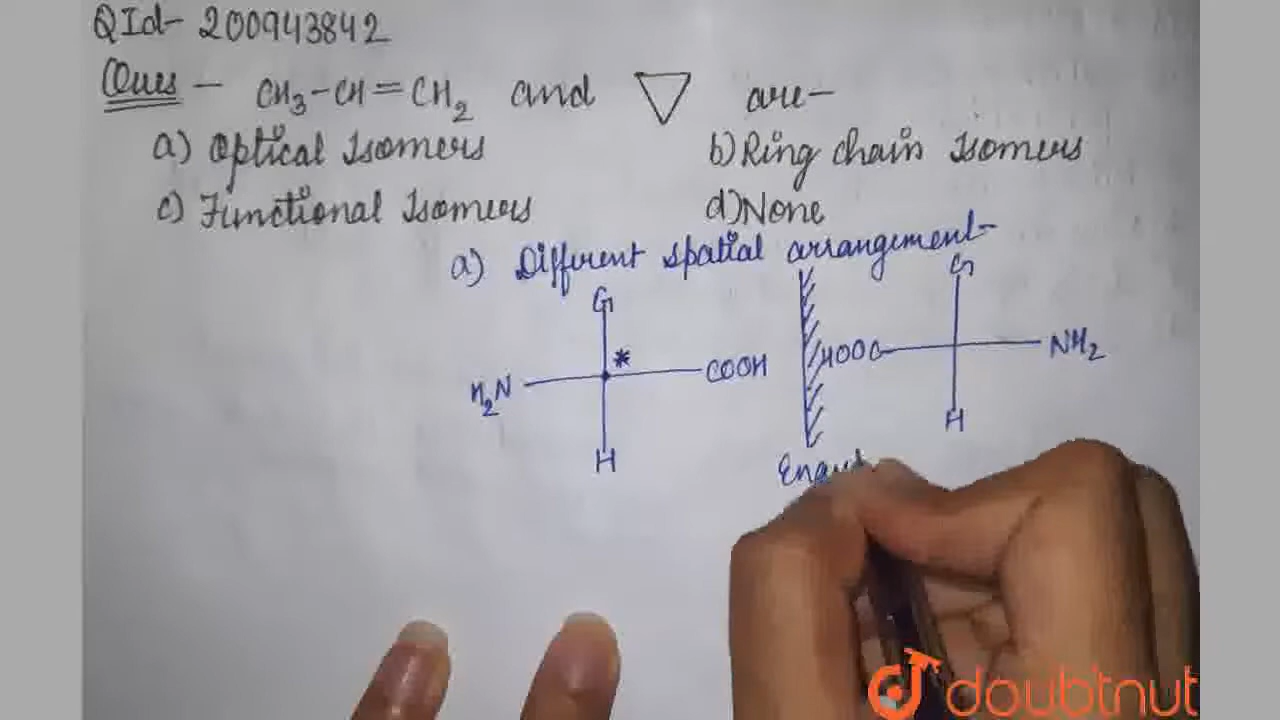 QId- 200943842
Ques - CH3-CH=CH2 and are-
a) Optical Isomers b) Ring chain Isomers
c) Functional Isomers d) None
a) Different spatial arrangement-
G G
* 
H2N COOH HOOC NH2
H H
doubtnut